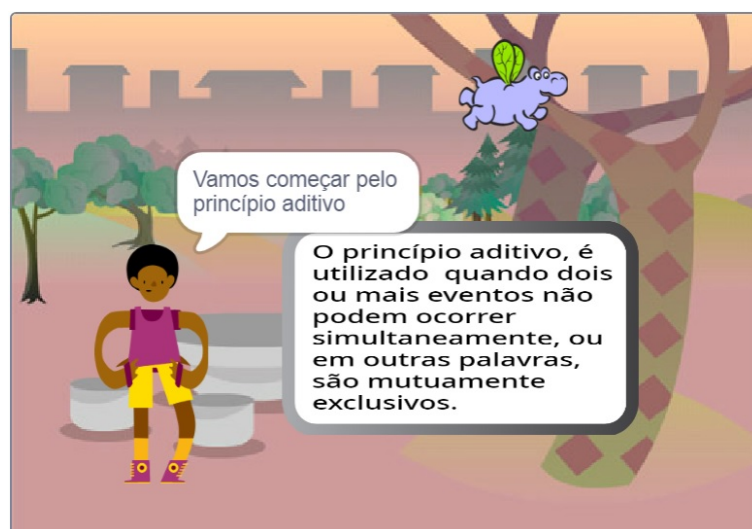 Vamos começar pelo
princípio aditivo
O princípio aditivo, é
utilizado quando dois
ou mais eventos não
podem ocorrer
simultaneamente, ou
em outras palavras,
são mutuamente
exclusivos.